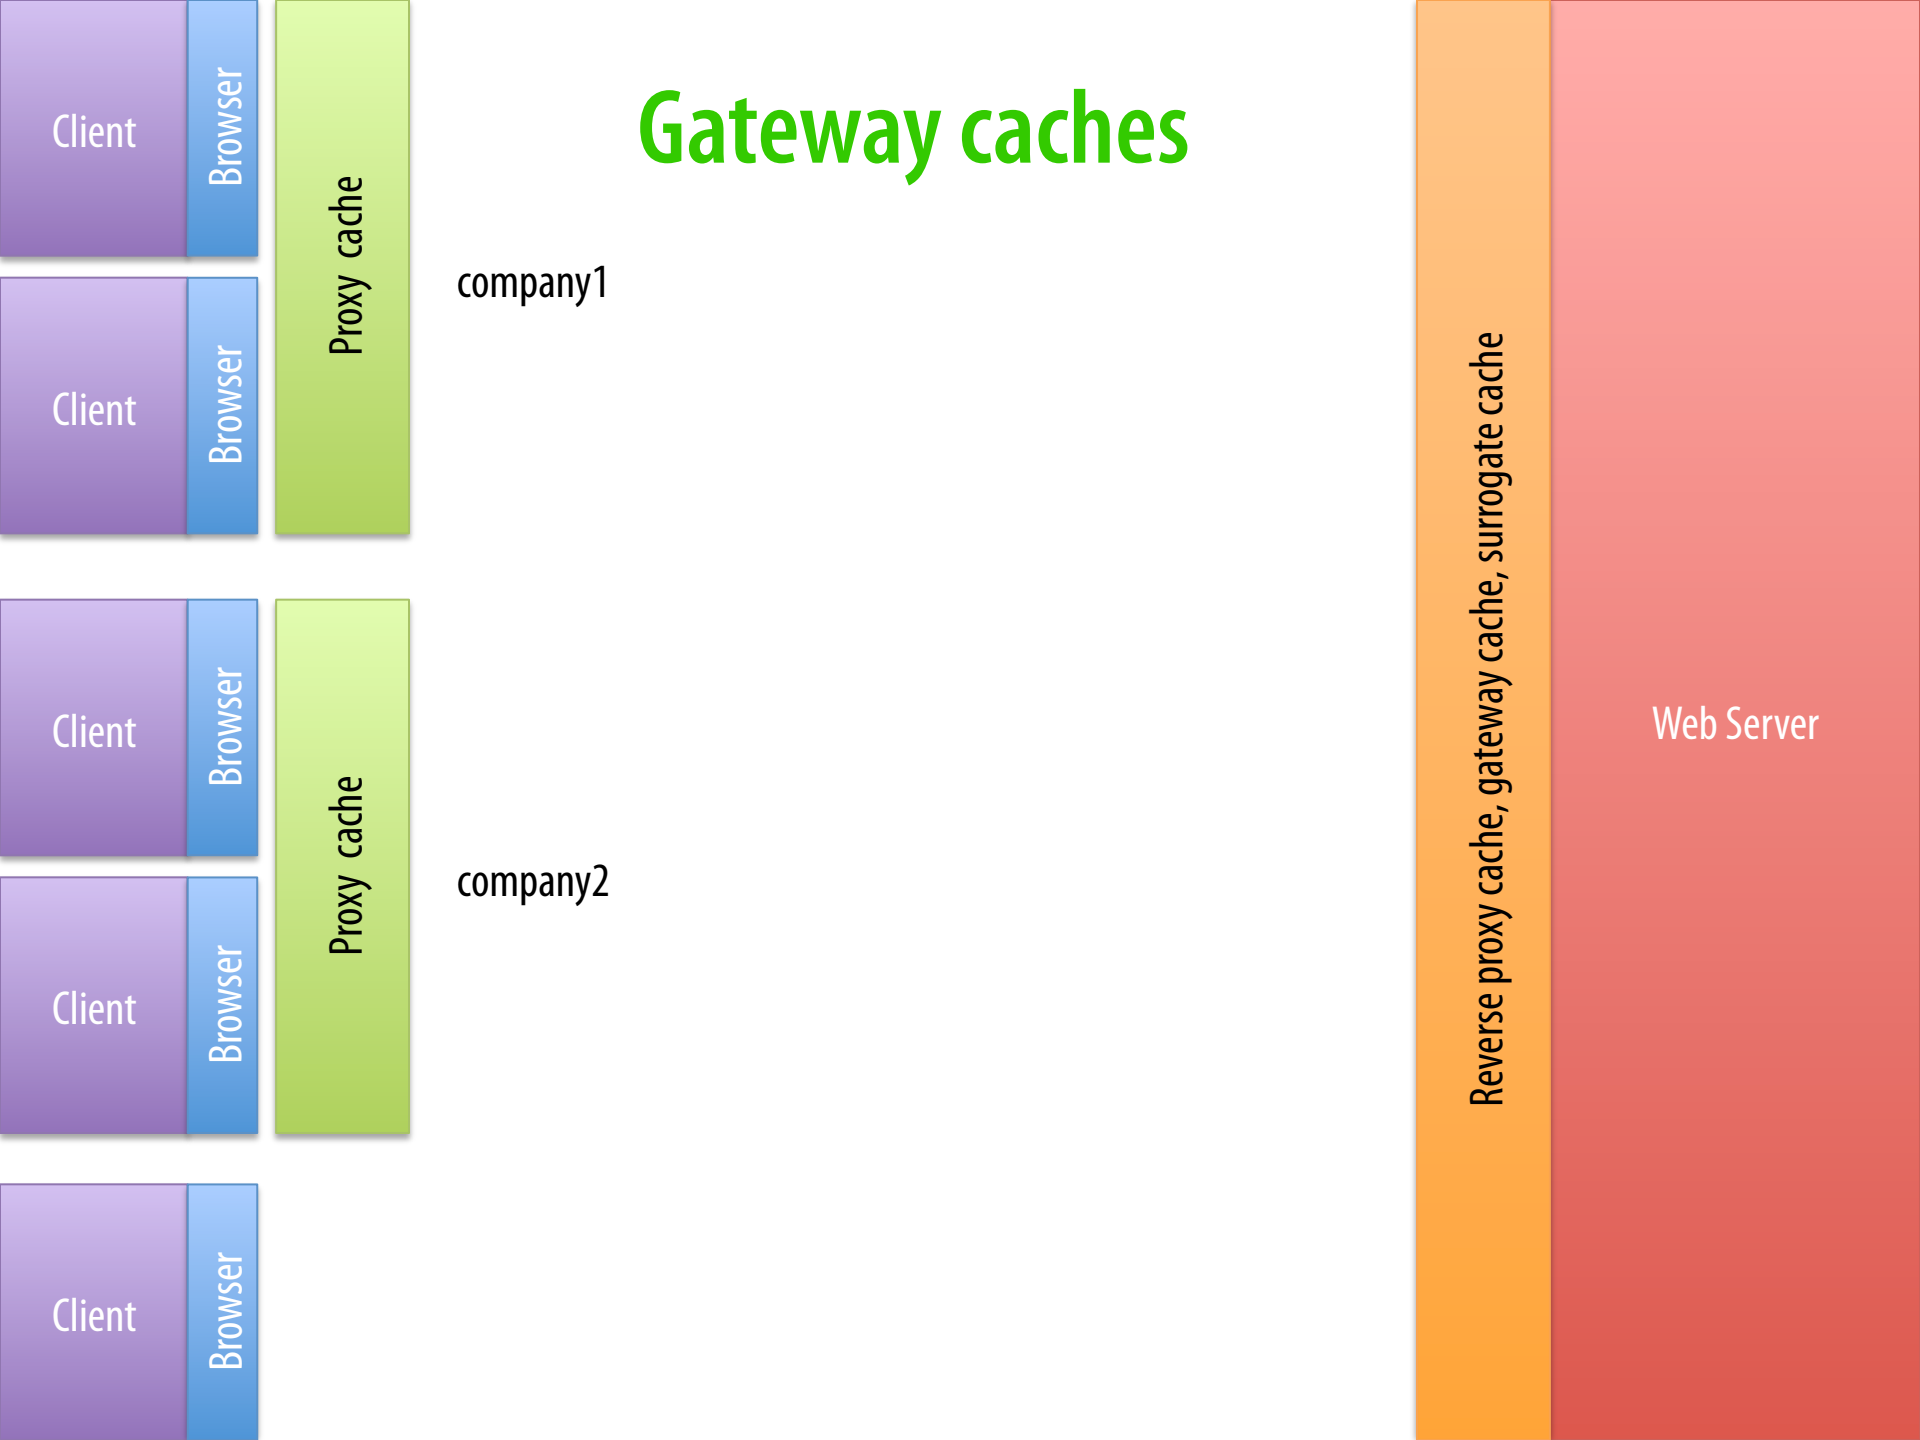 Gateway caches
Client
Browser
Client
Browser
Proxy cache
company1
Client
Browser
Client
Browser
Proxy cache
company2
Client
Browser
Reverse proxy cache, gateway cache, surrogate cache
Web Server